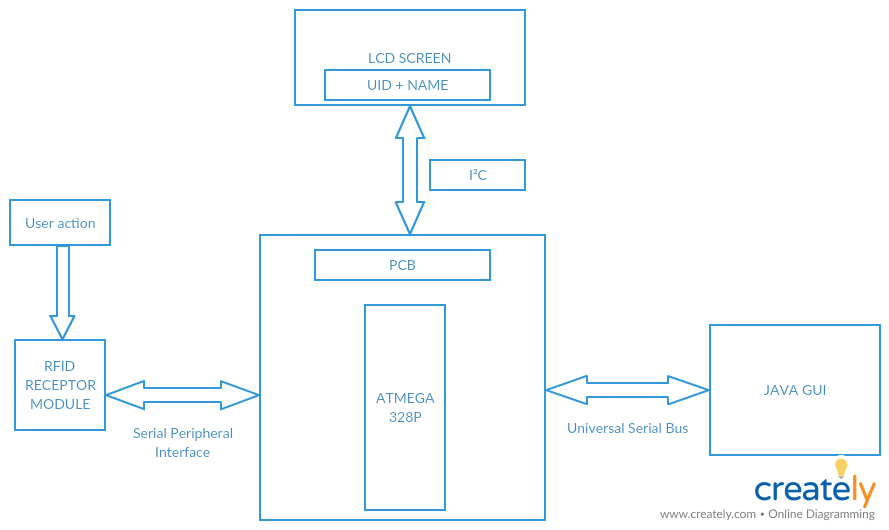 LCD SCREEN
UID + NAME
I²C
User action
PCB
RFID
RECEPTOR
MODULE
ATMEGA
328P
JAVA GUI
Serial Peripheral
Interface
Universal Serial Bus
creately
www.creately.com • Online Diagramming